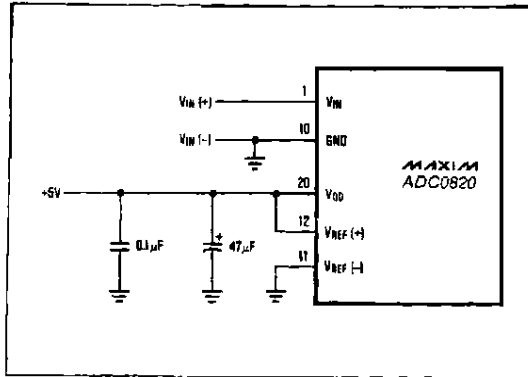 1
VIN (+)
VIN
10
VIN (−)
GND
MAXIM
ADC0820
20
+5V
VDD
12
0.1μF
+
47μF
VREF (+)
11
VREF (−)